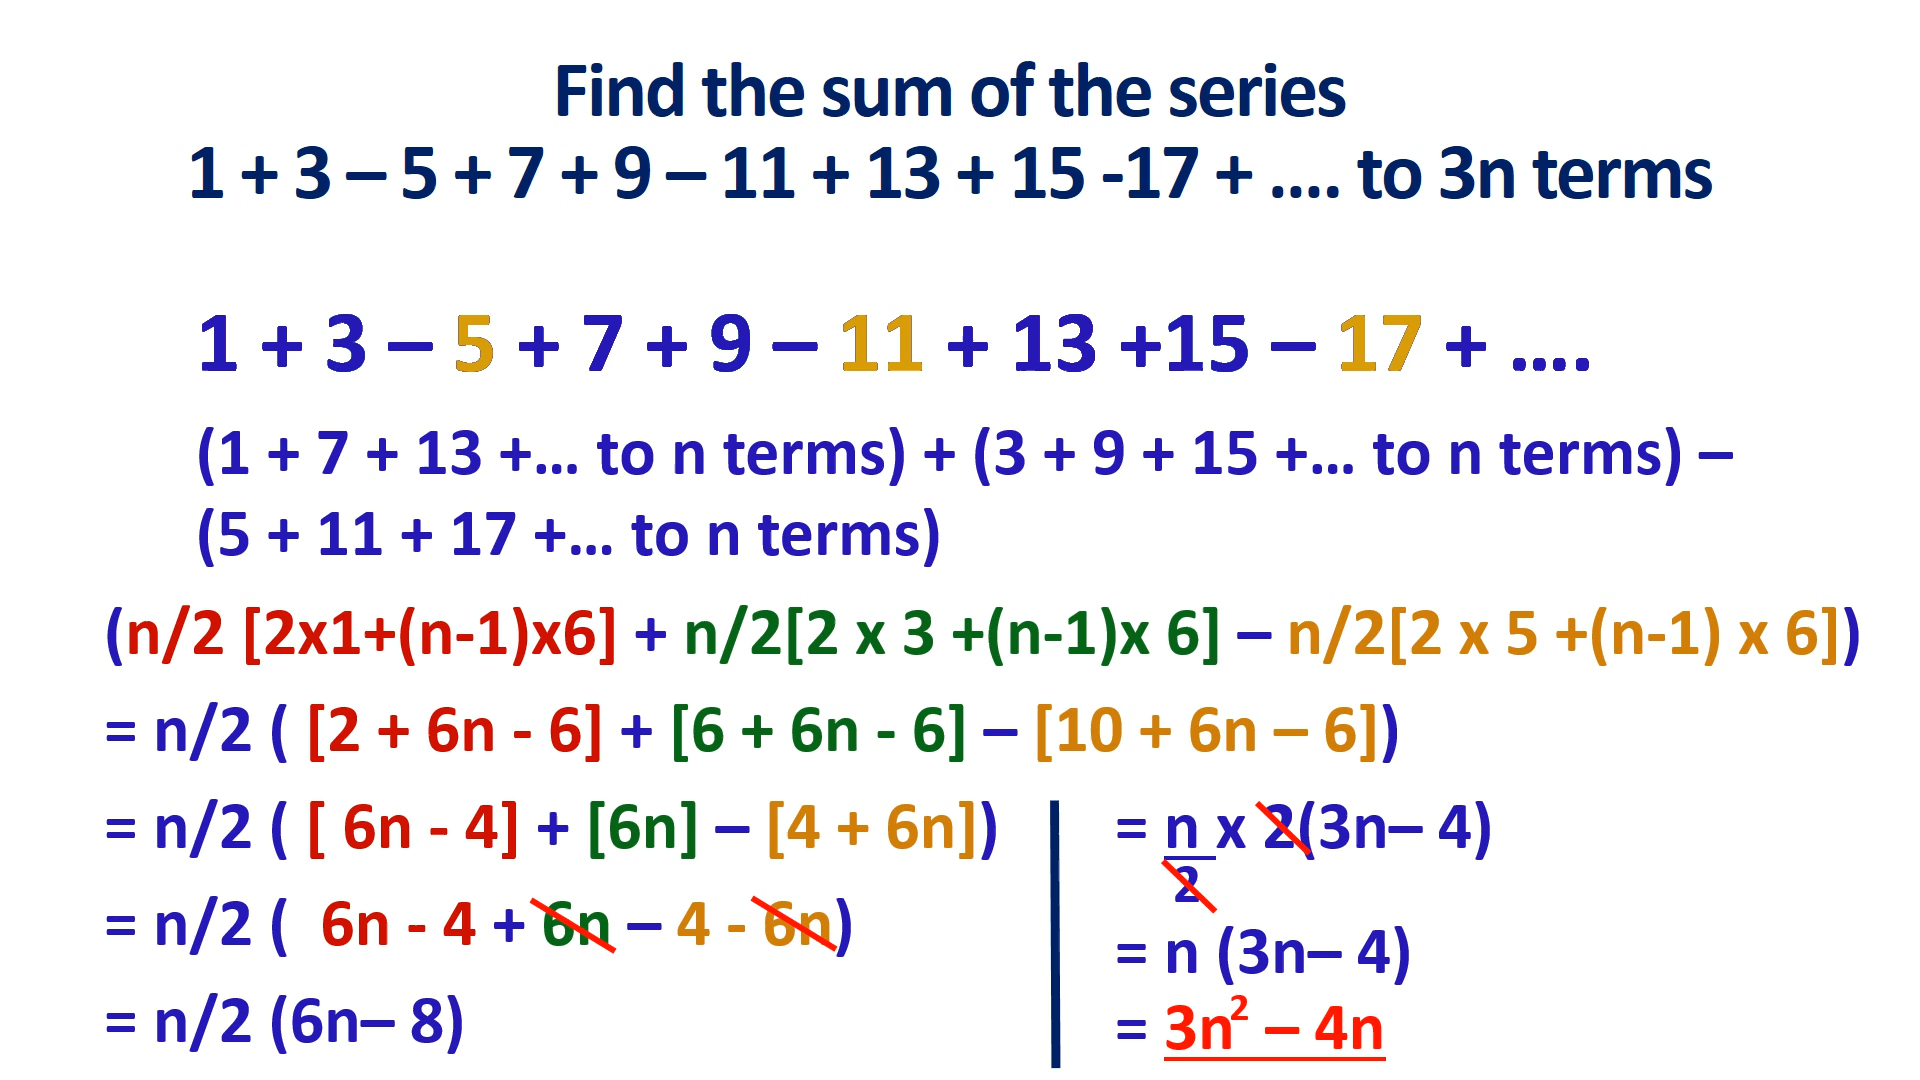 Find the sum of the series
1 + 3 – 5 + 7 + 9 – 11 + 13 + 15 -17 + .... to 3n terms
1 + 3 – 5 + 7 + 9 – 11 + 13 +15 – 17 + ....
(1 + 7 + 13 +... to n terms) + (3 + 9 + 15 +... to n terms) –
(5 + 11 + 17 +... to n terms)
(n/2 [2x1+(n-1)x6] + n/2[2 x 3 +(n-1)x 6] – n/2[2 x 5 +(n-1) x 6])
= n/2 ( [2 + 6n - 6] + [6 + 6n - 6] – [10 + 6n – 6])
= n/2 ( [ 6n - 4] + [6n] – [4 + 6n])
= n/2 ( 6n - 4 + 6n – 4 - 6n)
= n/2 (6n– 8)
= n x 2(3n– 4)
2
= n (3n– 4)
= 3n² – 4n